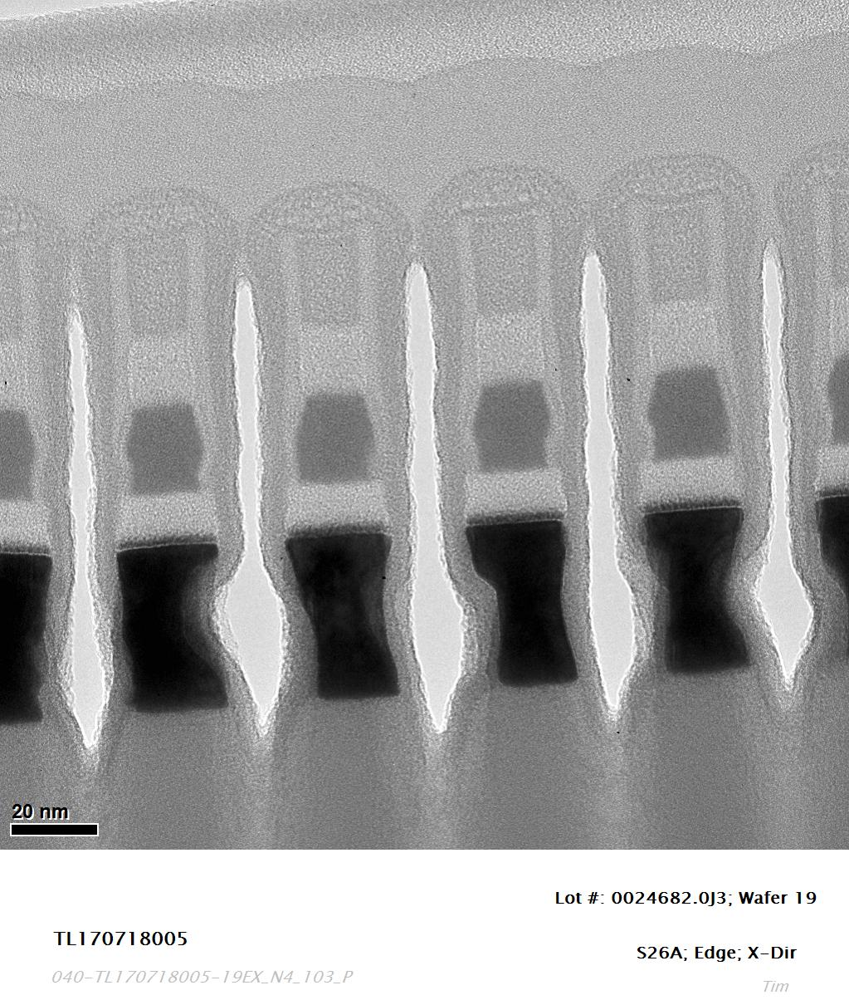 20 nm
Lot #: 0024682.0J3; Wafer 19
TL170718005
S26A; Edge; X-Dir
040-TL170718005-19EX_N4_103_P
Tim